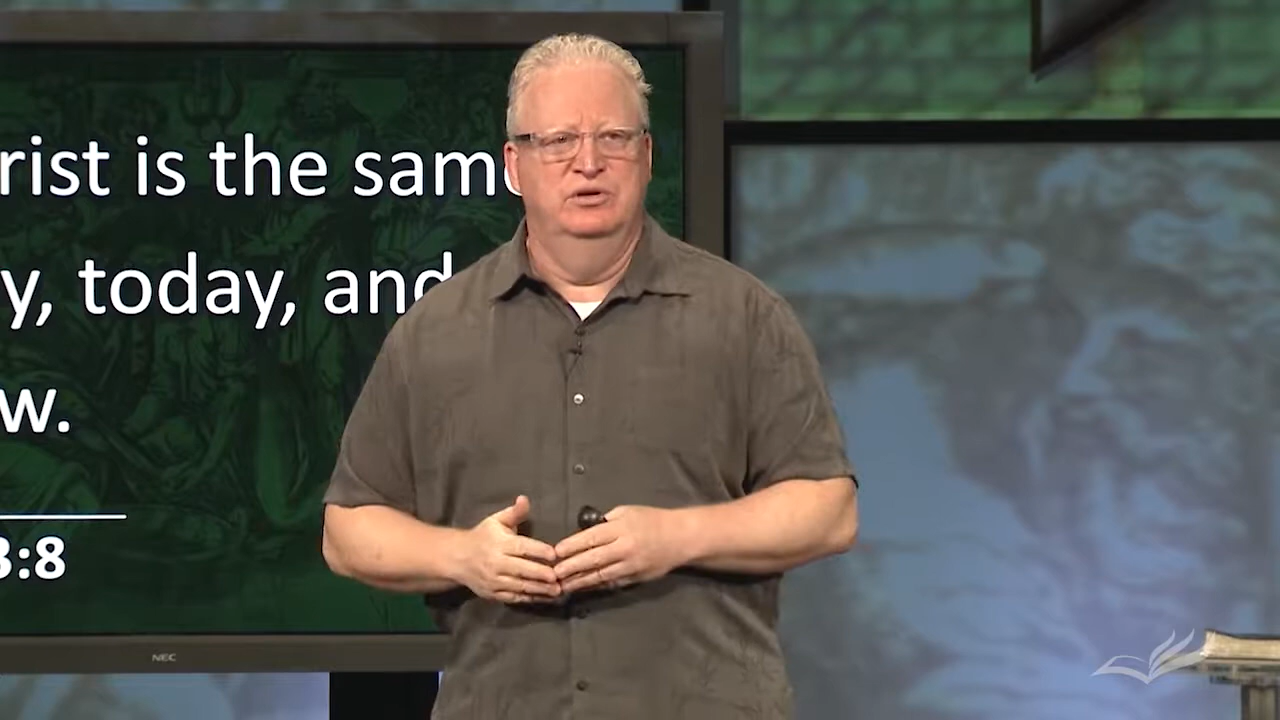 rist is the sam
y, today, and
w.
3:8
NEC